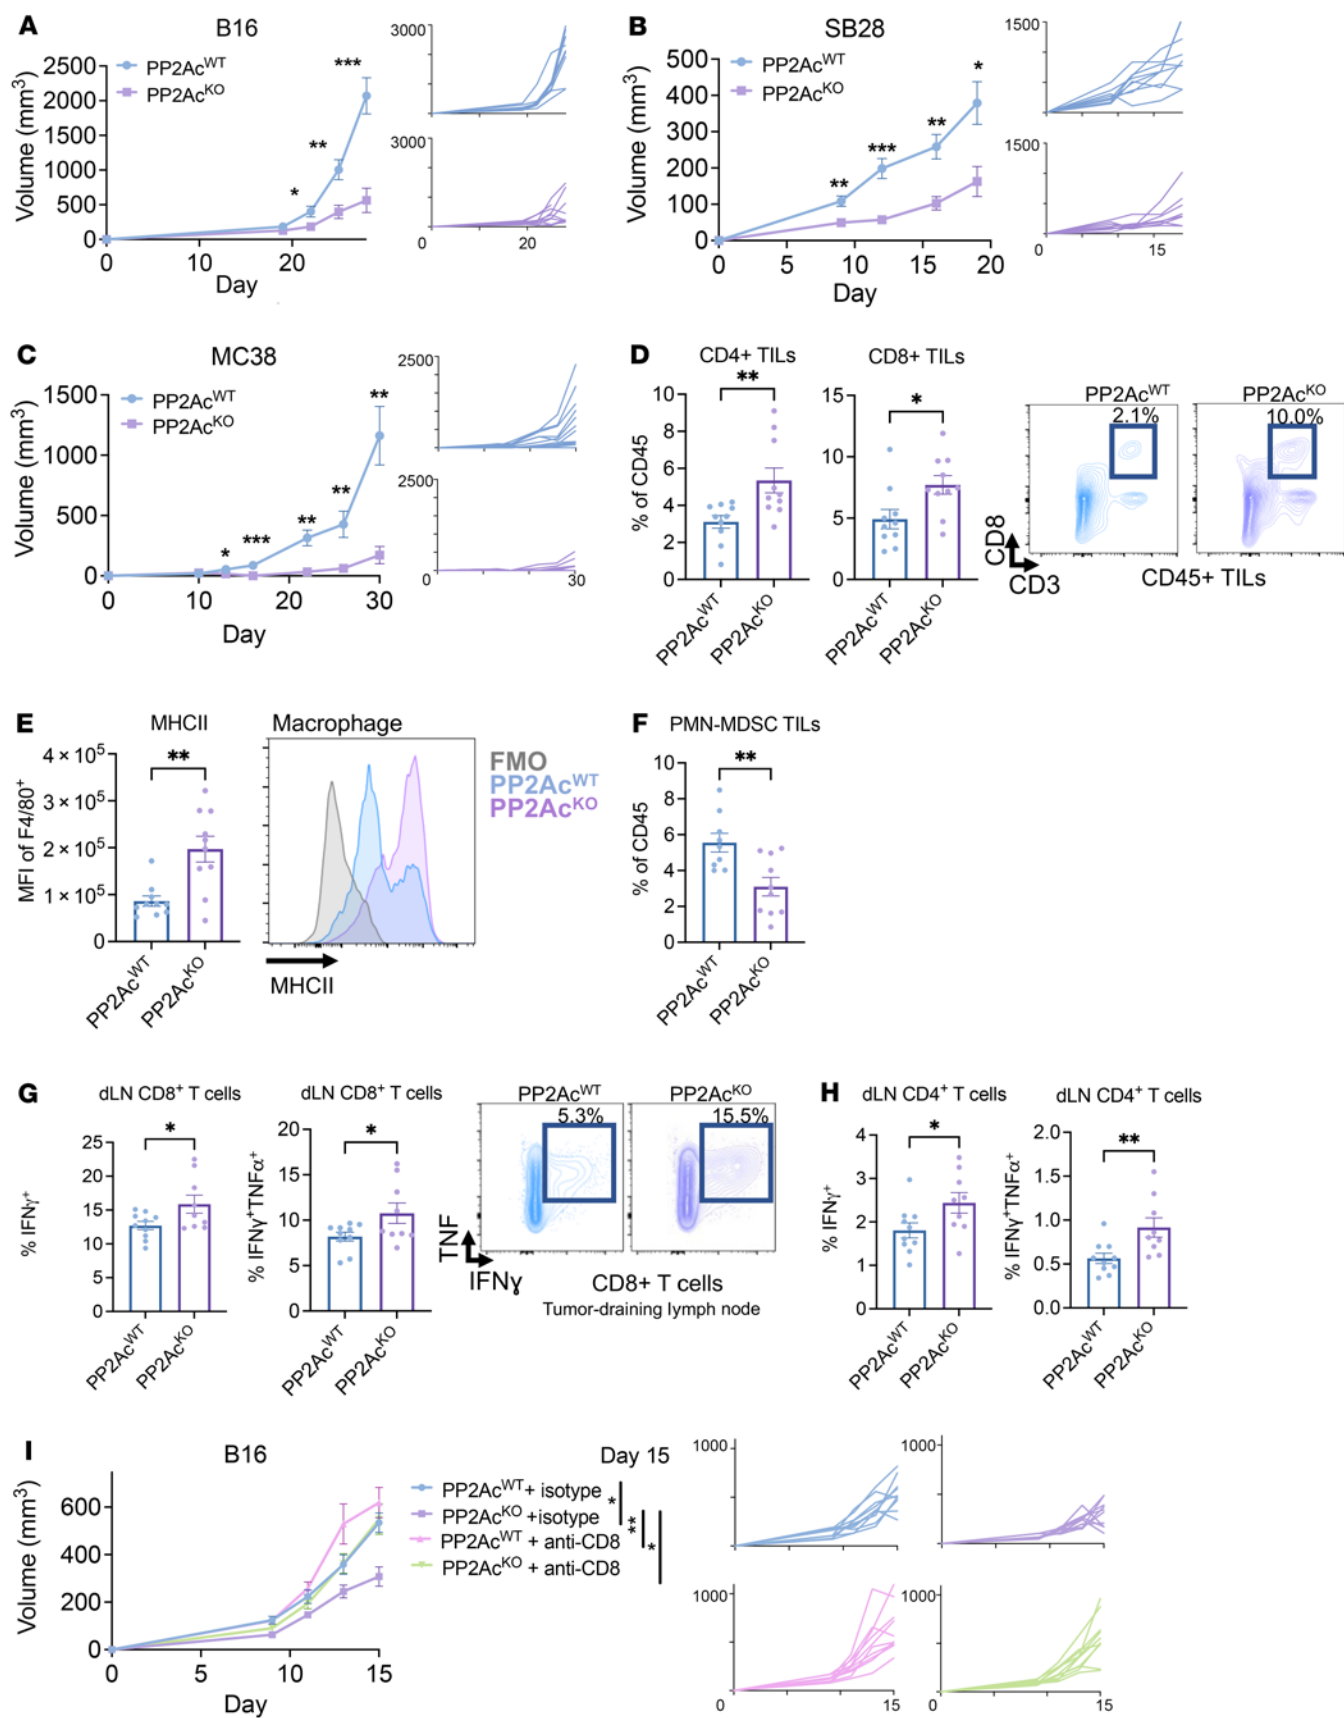 A
B16
Volume (mm³)
2500
2000
1500
1000
500
0
PP2Ac^WT
PP2Ac^KO
*
**
***
0
10
20
Day
3000
3000
0
20
B
SB28
Volume (mm³)
500
400
300
200
100
0
PP2Ac^WT
PP2Ac^KO
**
***
**
*
0
5
10
15
20
Day
1500
1500
0
15
C
MC38
Volume (mm³)
1500
1000
500
0
PP2Ac^WT
PP2Ac^KO
*
***
**
**
**
0
10
20
30
Day
2500
2500
0
30
D
CD4+ TILs
**
% of CD45
10
8
6
4
2
0
PP2Ac^WT
PP2Ac^KO
CD8+ TILs
*
15
10
5
0
PP2Ac^WT
PP2Ac^KO
PP2Ac^WT
2.1%
PP2Ac^KO
10.0%
CD8
CD3
CD45+ TILs
E
MHCII
**
MFI of F4/80⁺
4 × 10⁵
3 × 10⁵
2 × 10⁵
1 × 10⁵
0
PP2Ac^WT
PP2Ac^KO
Macrophage
FMO
PP2Ac^WT
PP2Ac^KO
MHCII
F
PMN-MDSC TILs
**
% of CD45
10
8
6
4
2
0
PP2Ac^WT
PP2Ac^KO
G
dLN CD8⁺ T cells
*
% IFNγ⁺
25
20
15
10
5
0
PP2Ac^WT
PP2Ac^KO
dLN CD8⁺ T cells
*
% IFNγ⁺TNFα⁺
20
15
10
5
0
PP2Ac^WT
PP2Ac^KO
PP2Ac^WT
5.3%
PP2Ac^KO
15.5%
TNF
IFNγ
CD8+ T cells
Tumor-draining lymph node
H
dLN CD4⁺ T cells
*
% IFNγ⁺
4
3
2
1
0
PP2Ac^WT
PP2Ac^KO
dLN CD4⁺ T cells
**
% IFNγ⁺TNFα⁺
2.0
1.5
1.0
0.5
0.0
PP2Ac^WT
PP2Ac^KO
I
B16
Volume (mm³)
600
400
200
0
0
5
10
15
Day
Day 15
PP2Ac^WT + isotype
PP2Ac^KO +isotype
PP2Ac^WT + anti-CD8
PP2Ac^KO + anti-CD8
*
**
*
1000
1000
1000
0
15
1000
0
15